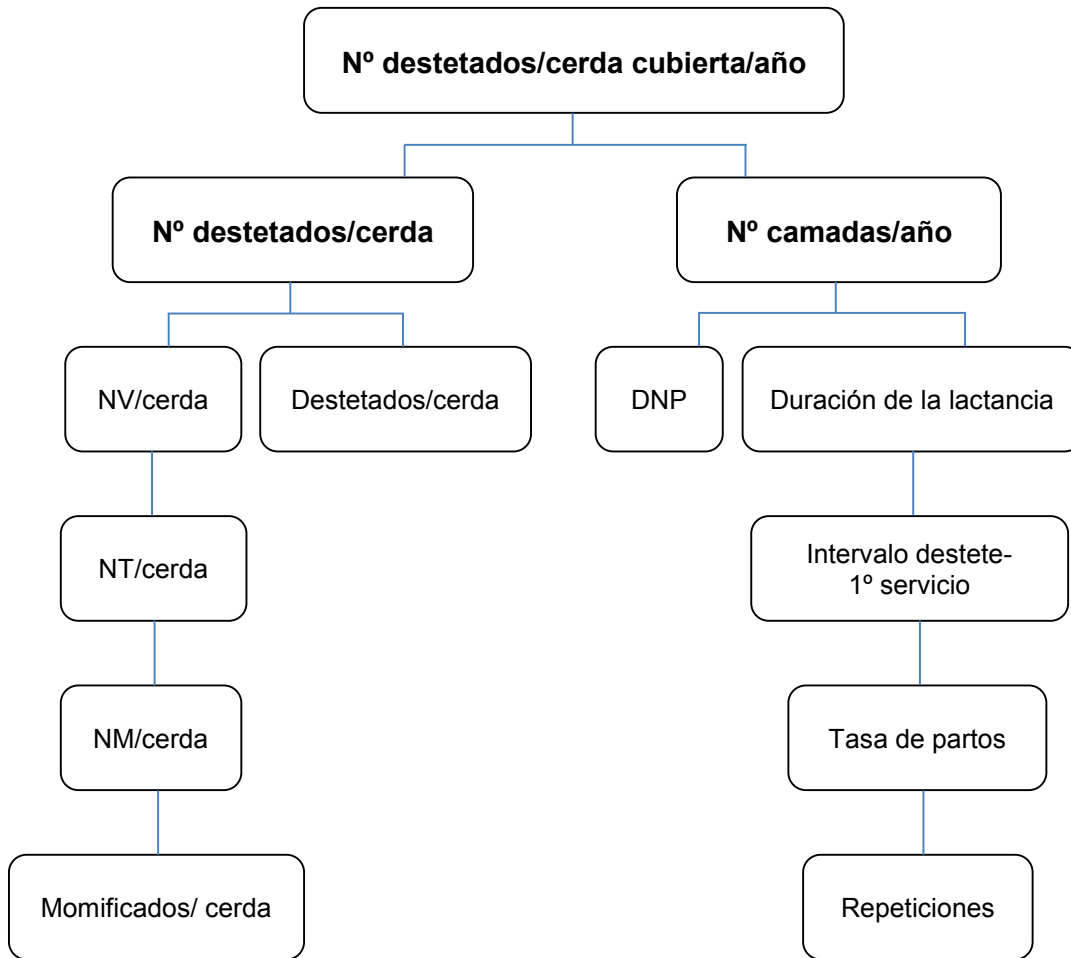 Nº destetados/cerda cubierta/año
Nº destetados/cerda
Nº camadas/año
NV/cerda
Destetados/cerda
DNP
Duración de la lactancia
NT/cerda
Intervalo destete-
1º servicio
NM/cerda
Tasa de partos
Momificados/ cerda
Repeticiones